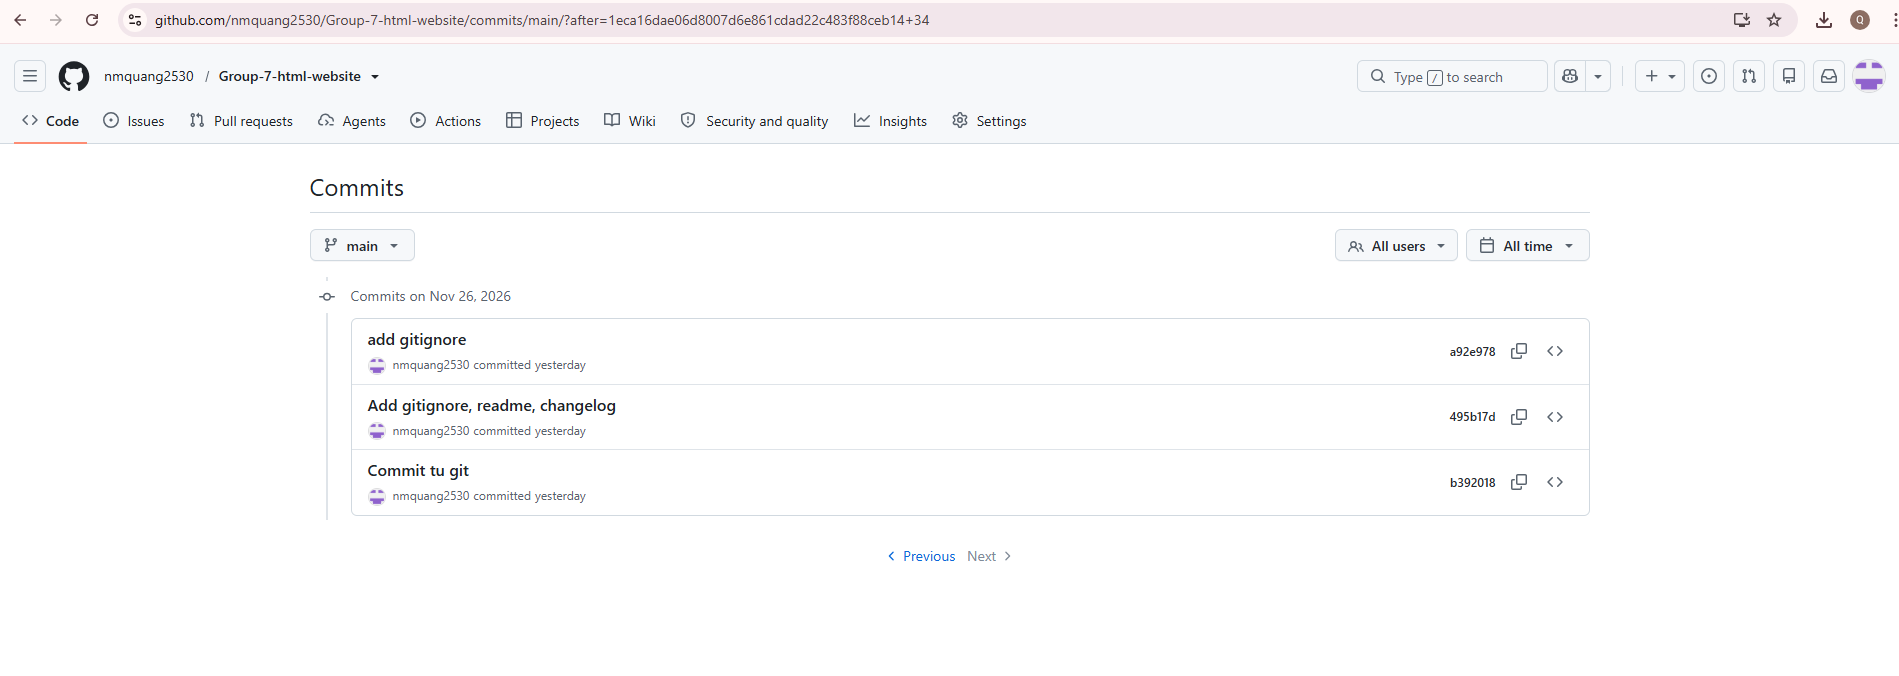 github.com/nmquang2530/Group-7-html-website/commits/main/?after=1eca16dae06d8007d6e861cdad22c483f88ceb14+34
Q
nmquang2530 / Group-7-html-website
Type / to search
Code Issues Pull requests Agents Actions Projects Wiki Security and quality Insights Settings
Commits
main
All users All time
Commits on Nov 26, 2026
add gitignore
nmquang2530 committed yesterday
a92e978
Add gitignore, readme, changelog
nmquang2530 committed yesterday
495b17d
Commit tu git
nmquang2530 committed yesterday
b392018
Previous Next